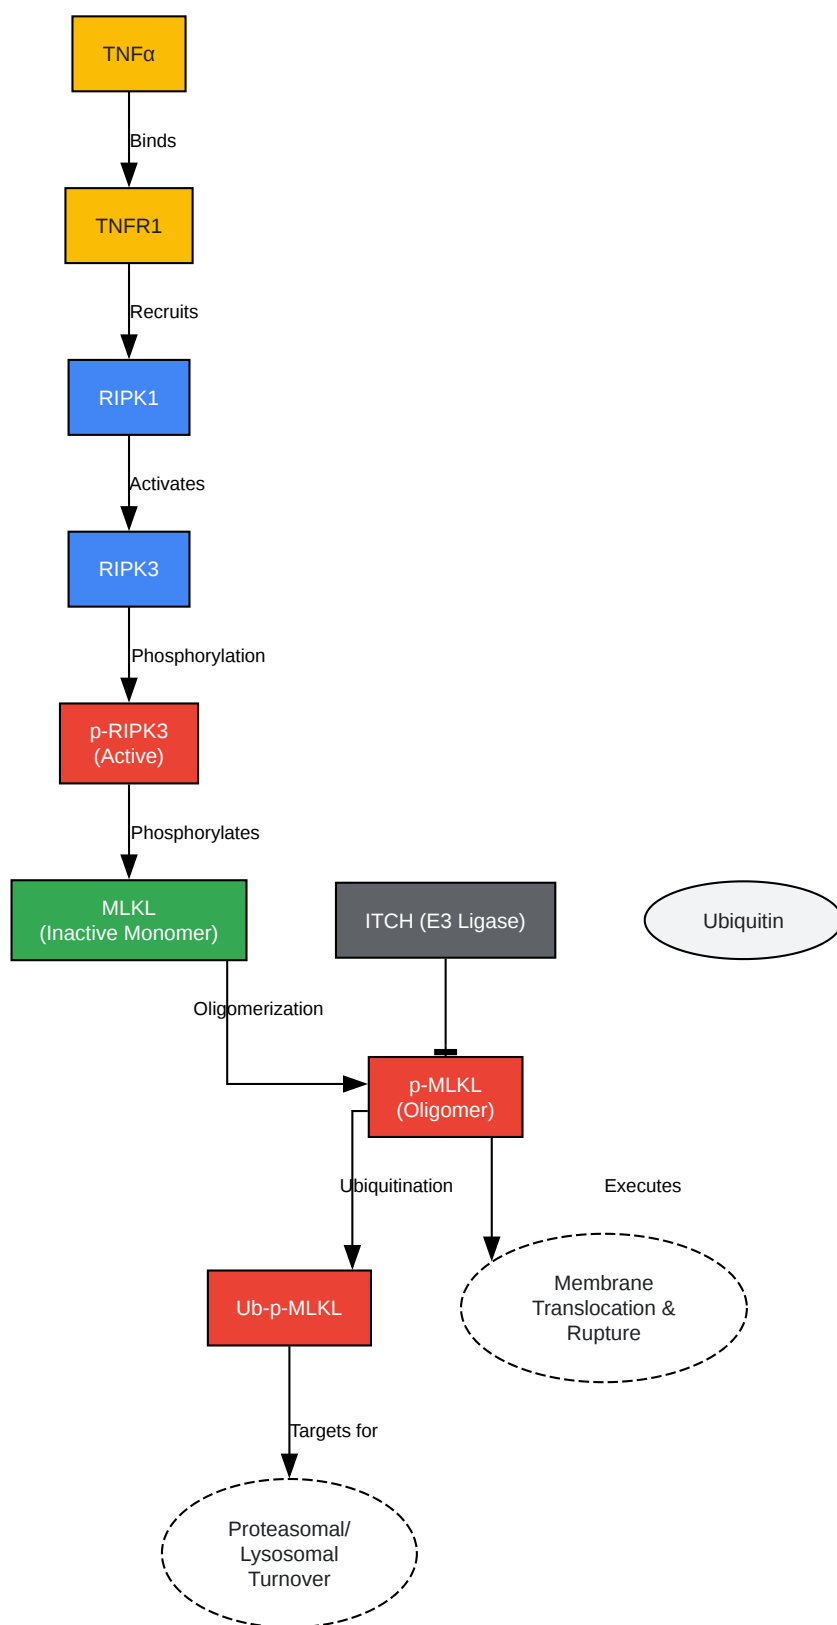 TNFα
Binds
TNFR1
Recruits
RIPK1
Activates
RIPK3
Phosphorylation
p-RIPK3
(Active)
Phosphorylates
MLKL
(Inactive Monomer)
ITCH (E3 Ligase)
Ubiquitin
Oligomerization
p-MLKL
(Oligomer)
Ubiquitination
Executes
Ub-p-MLKL
Membrane
Translocation &
Rupture
Targets for
Proteasomal/
Lysosomal
Turnover